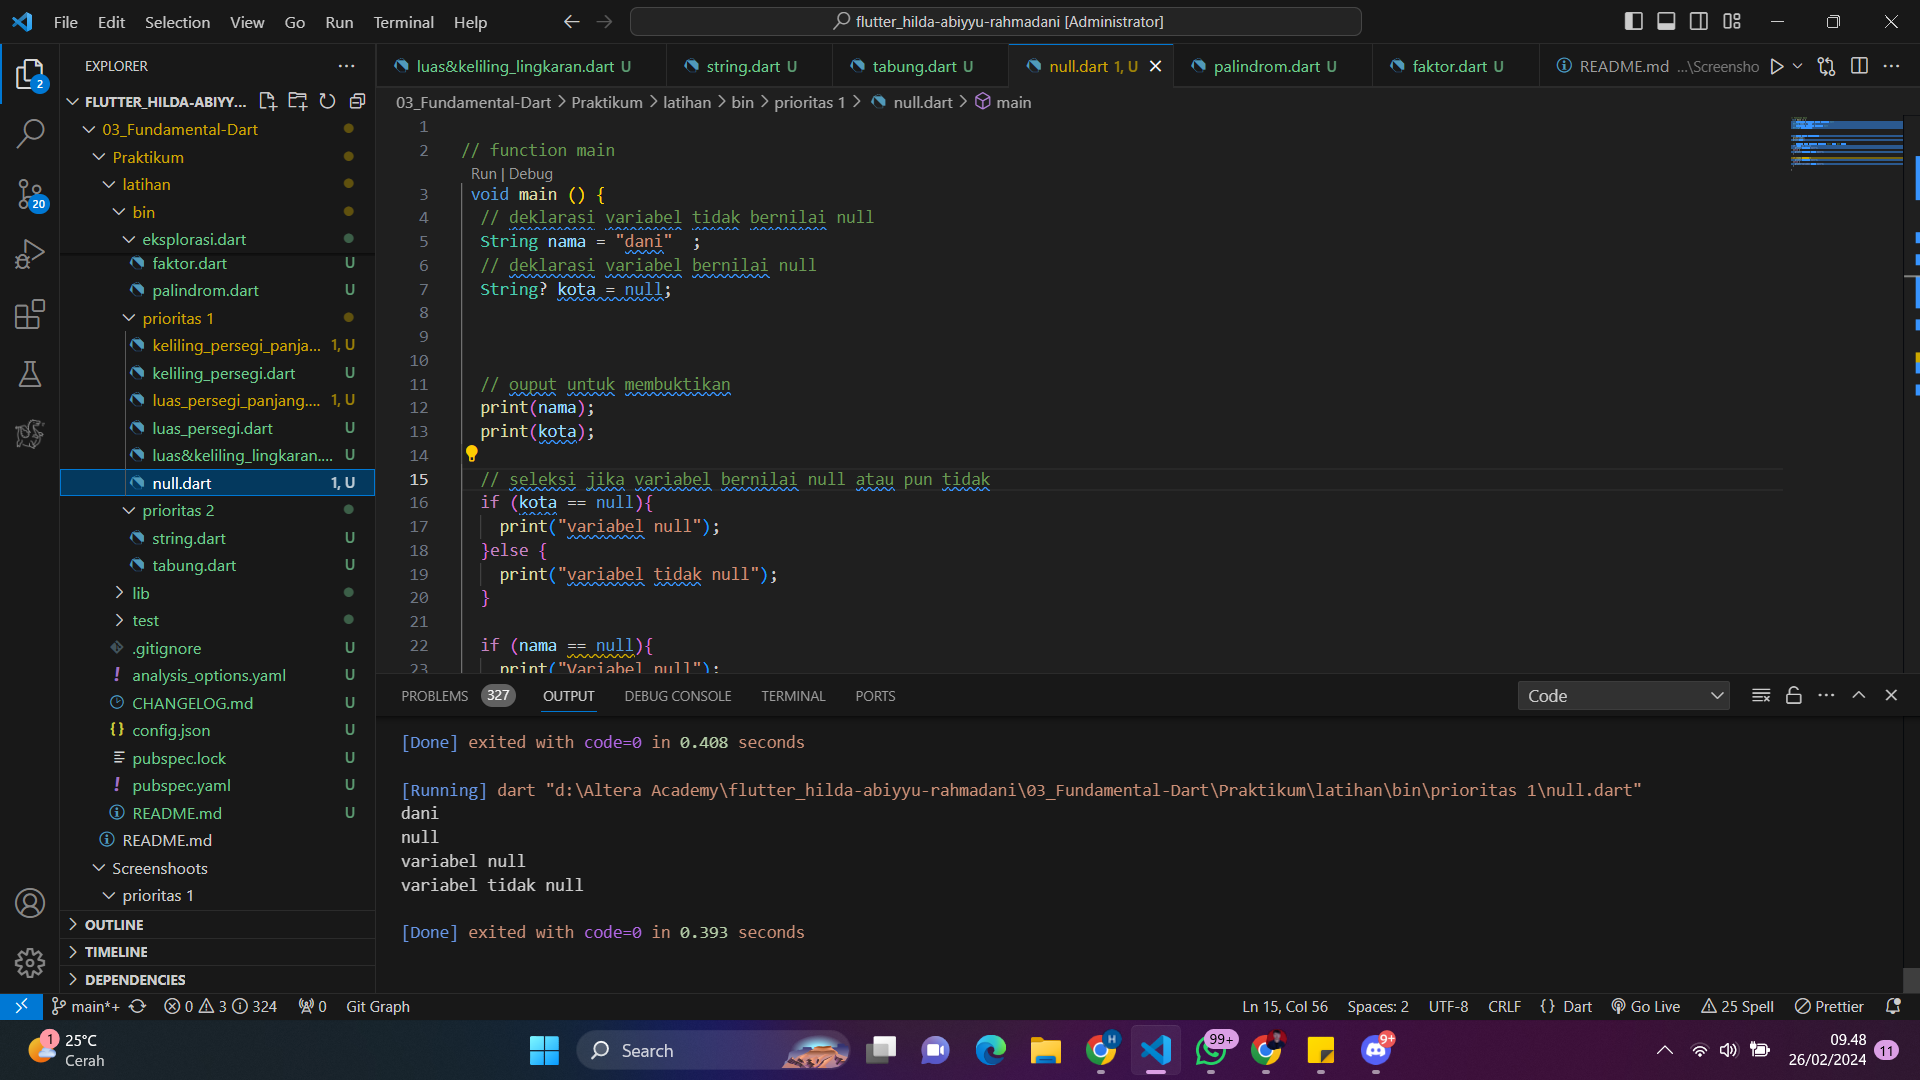 File Edit Selection View Go Run Terminal Help
flutter_hilda-abiyyu-rahmadani [Administrator]
EXPLORER
FLUTTER_HILDA-ABIYY...
2
20
03_Fundamental-Dart
Praktikum
latihan
bin
eksplorasi.dart
faktor.dart U
palindrom.dart U
prioritas 1
keliling_persegi_panja... 1, U
keliling_persegi.dart U
luas_persegi_panjang.... 1, U
luas_persegi.dart U
luas&keliling_lingkaran.... U
null.dart 1, U
prioritas 2
string.dart U
tabung.dart U
lib
test
.gitignore U
analysis_options.yaml U
CHANGELOG.md U
config.json U
pubspec.lock U
pubspec.yaml U
README.md U
README.md
Screenshoots
prioritas 1
OUTLINE
TIMELINE
DEPENDENCIES
luas&keliling_lingkaran.dart U string.dart U tabung.dart U null.dart 1, U palindrom.dart U faktor.dart U README.md ...\Screensho
03_Fundamental-Dart > Praktikum > latihan > bin > prioritas 1 > null.dart > main
1
2 // function main
Run | Debug
3 void main () {
4 // deklarasi variabel tidak bernilai null
5 String nama = "dani"  ;
6 // deklarasi variabel bernilai null
7 String? kota = null;
8
9
10
11 // ouput untuk membuktikan
12 print(nama);
13 print(kota);
14
15 // seleksi jika variabel bernilai null atau pun tidak
16 if (kota == null){
17 print("variabel null");
18 }else {
19 print("variabel tidak null");
20 }
21
22 if (nama == null){
23 print("Variabel null");
PROBLEMS 327 OUTPUT DEBUG CONSOLE TERMINAL PORTS
Code
[Done] exited with code=0 in 0.408 seconds
[Running] dart "d:\Altera Academy\flutter_hilda-abiyyu-rahmadani\03_Fundamental-Dart\Praktikum\latihan\bin\prioritas 1\null.dart"
dani
null
variabel null
variabel tidak null
[Done] exited with code=0 in 0.393 seconds
main*+ 0 3 324 0 Git Graph
Ln 15, Col 56 Spaces: 2 UTF-8 CRLF {} Dart Go Live 25 Spell Prettier
1
25°C
Cerah
Search
H
99+
9+
09.48
26/02/2024
11